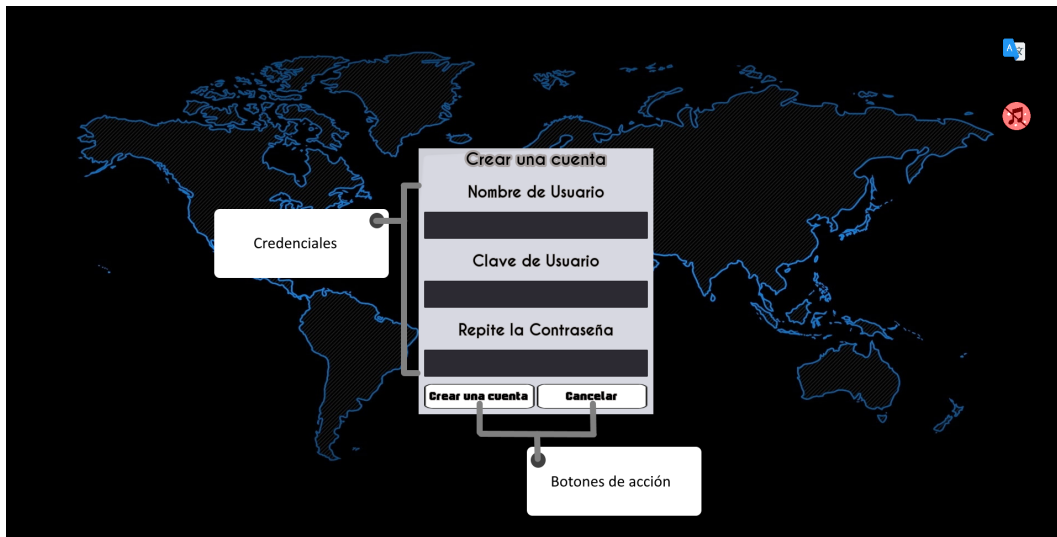 Crear una cuenta
Nombre de Usuario
Credenciales
Clave de Usuario
Repite la Contraseña
Crear una cuenta
Cancelar
Botones de acción